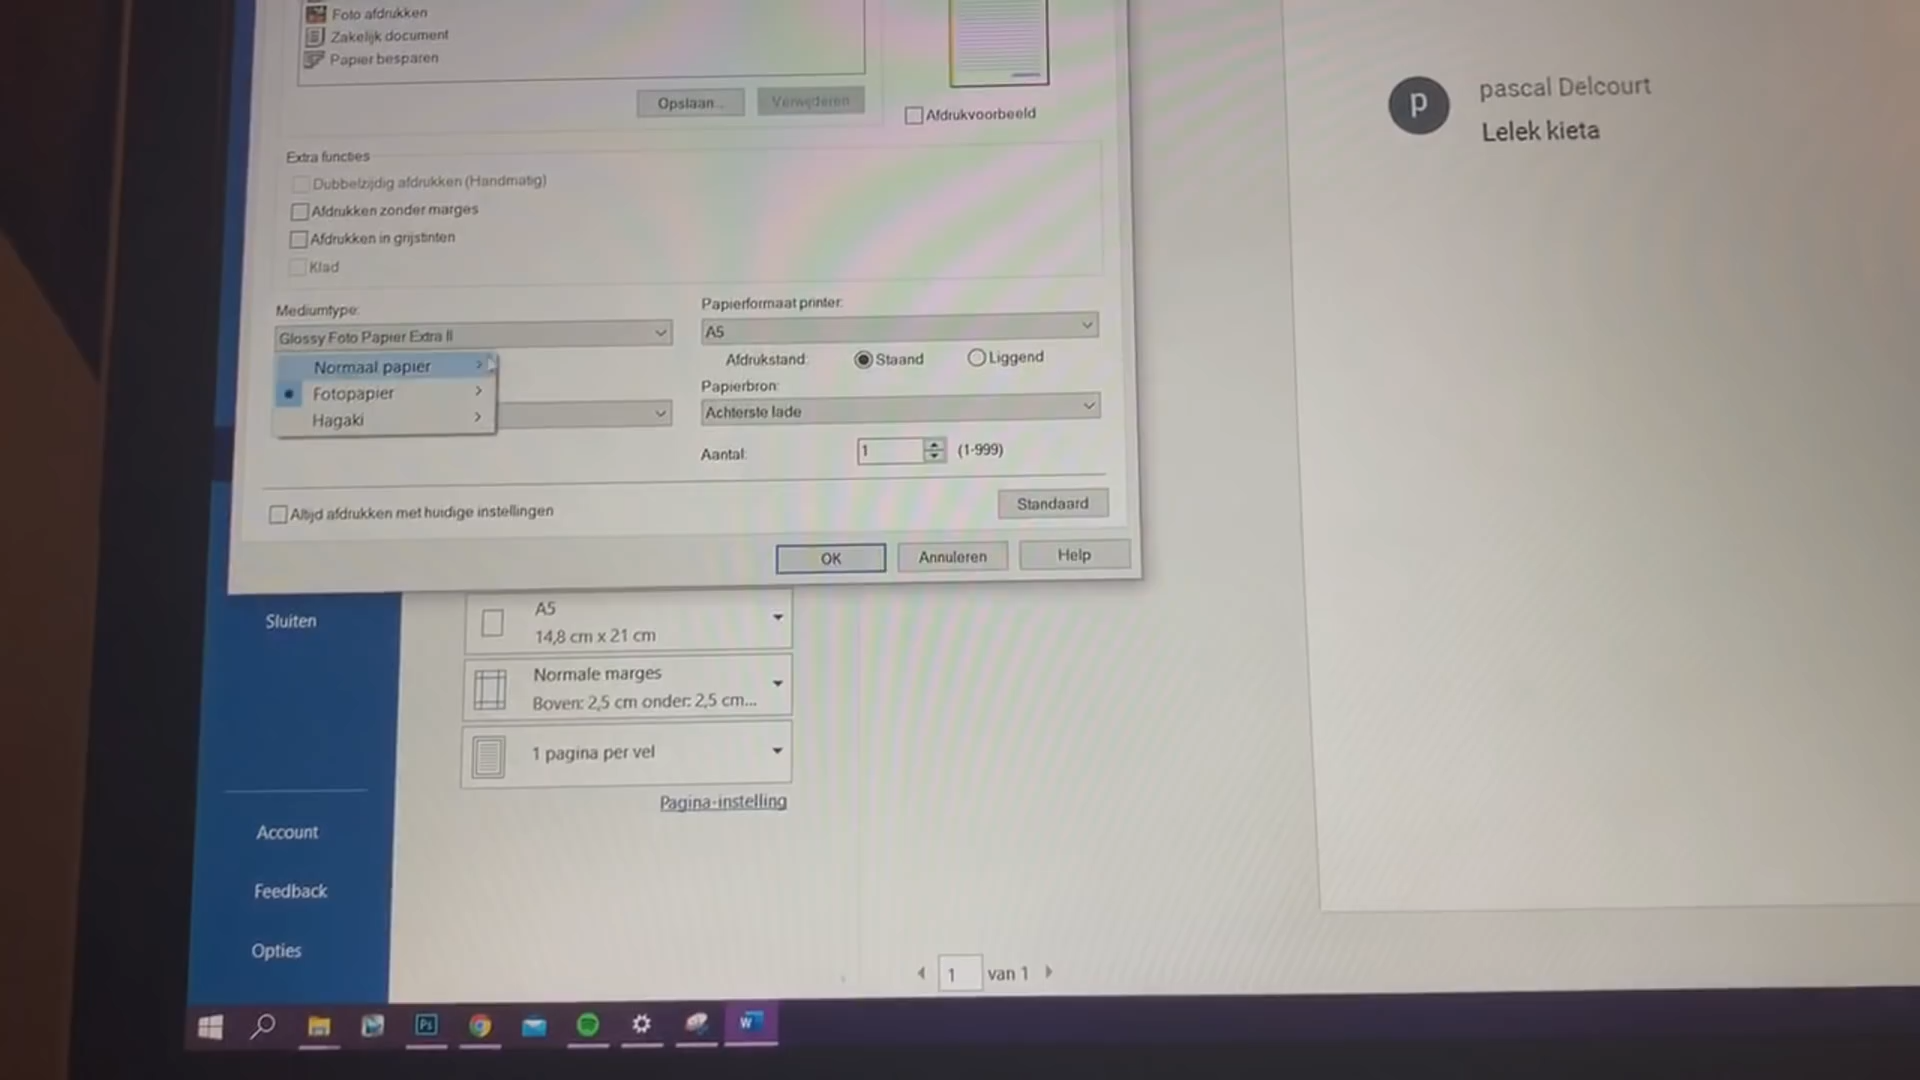 Foto afdrukken
Zakelijk document
Papier besparen
Opslaan...
Verwijderen
Afdrukvoorbeeld
Extra functies
Dubbelzijdig afdrukken (Handmatig)
Afdrukken zonder marges
Afdrukken in grijstinten
Klad
Mediumtype:
Glossy Foto Papier Extra II
Normaal papier
Fotopapier
Hagaki
Papierformaat printer:
A5
Afdrukstand:
Staand
Liggend
Papierbron:
Achterste lade
Aantal:
1
(1-999)
Altijd afdrukken met huidige instellingen
Standaard
OK
Annuleren
Help
pascal Delcourt
Lelek kieta
P
Sluiten
Account
Feedback
Opties
A5
14,8 cm x 21 cm
Normale marges
Boven: 2,5 cm onder: 2,5 cm...
1 pagina per vel
Pagina-instelling
1 van 1
Ps
W